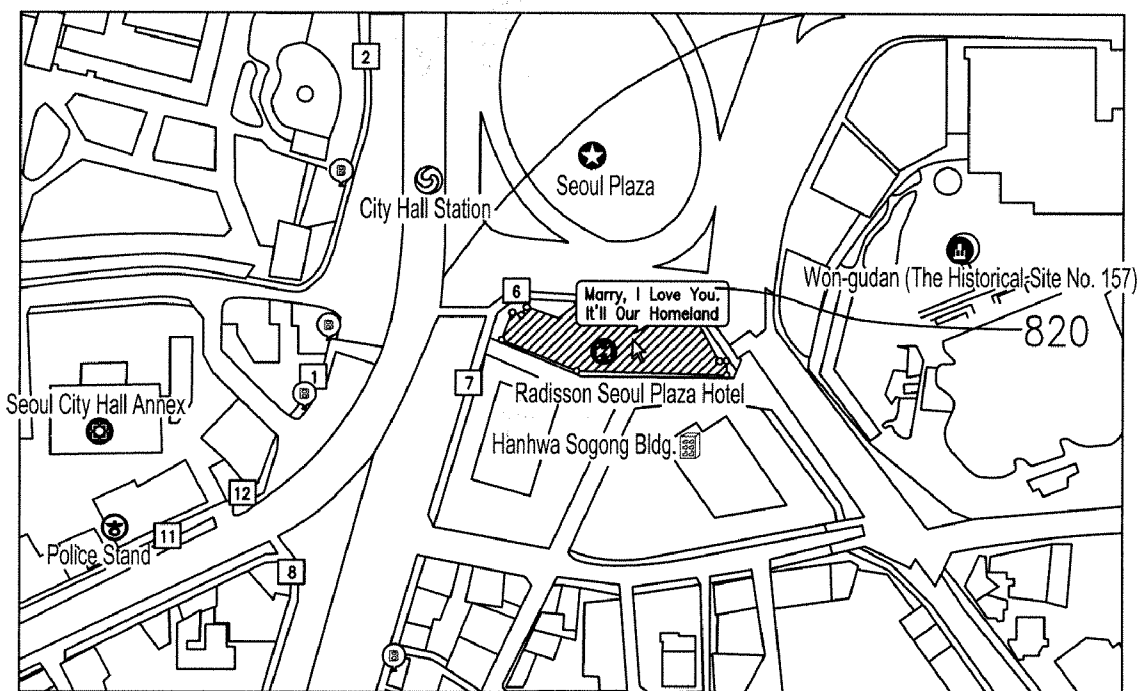 2
City Hall Station
Seoul Plaza
Won-gudan (The Historical Site No. 157)
6
Marry, I Love You.
It'll Our Homeland
820
7
1
Radisson Seoul Plaza Hotel
Seoul City Hall Annex
Hanhwa Sogong Bldg.
12
11
Police Stand
8
B
B
B
B